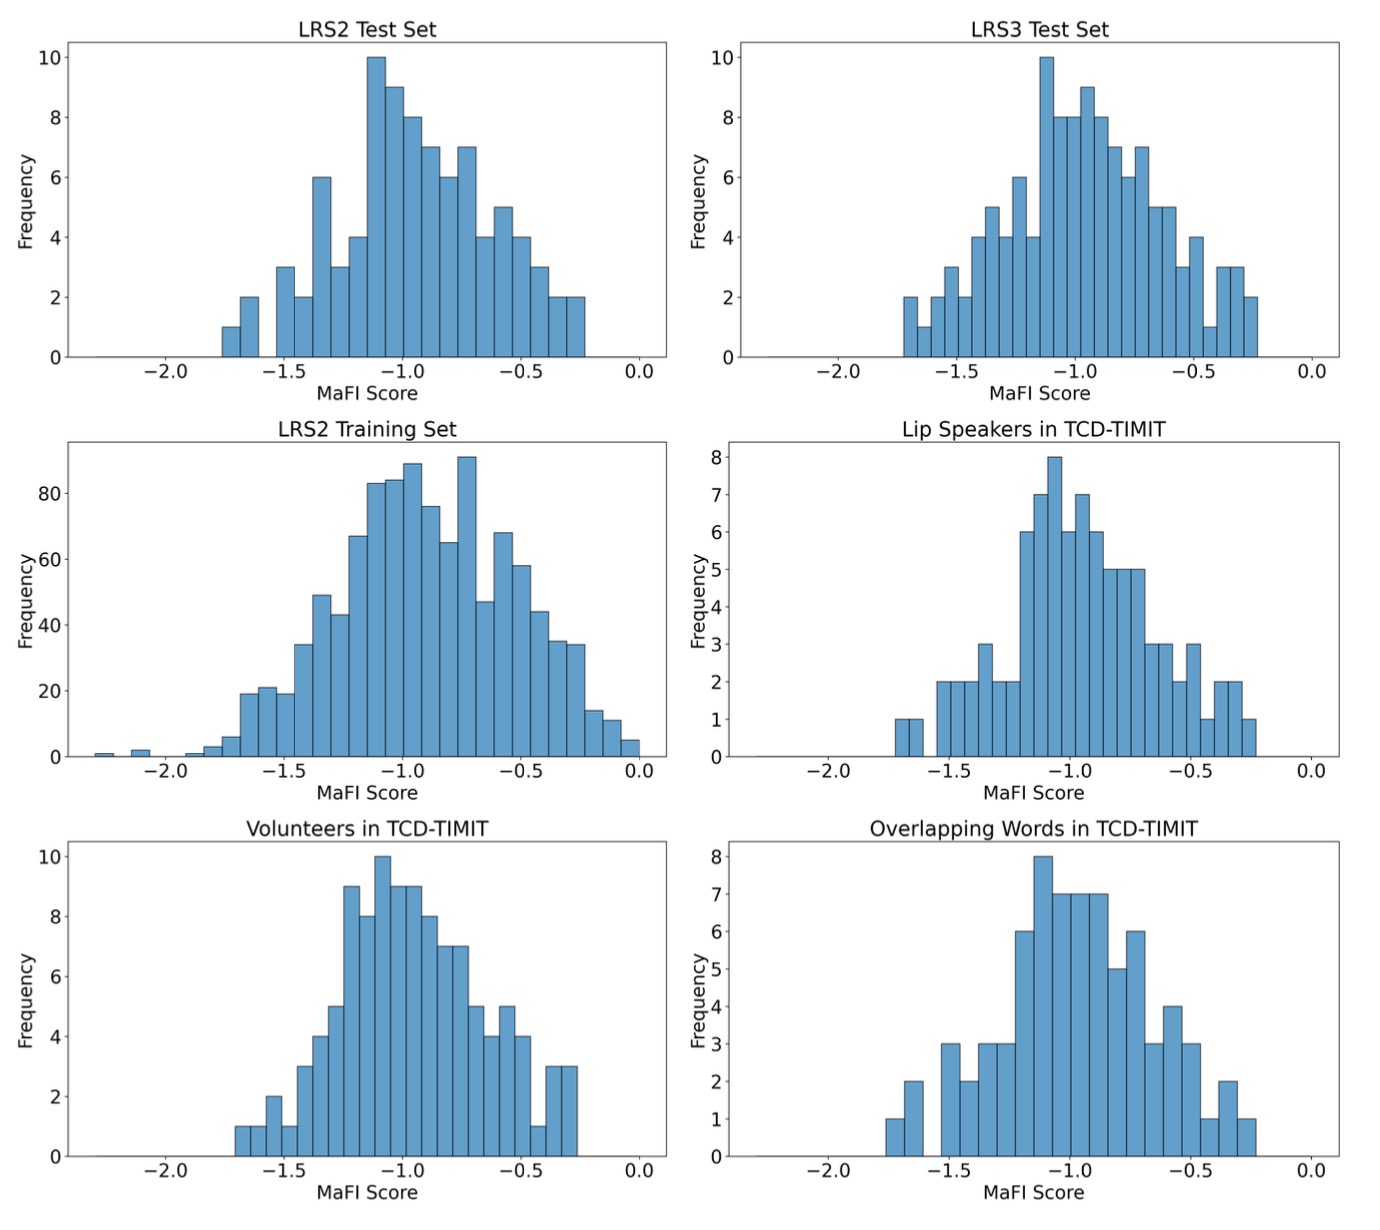 LRS2 Test Set
10
8
6
4
2
0
Frequency
−2.0 −1.5 −1.0 −0.5 0.0
MaFI Score
LRS3 Test Set
10
8
6
4
2
0
Frequency
−2.0 −1.5 −1.0 −0.5 0.0
MaFI Score
LRS2 Training Set
80
60
40
20
0
Frequency
−2.0 −1.5 −1.0 −0.5 0.0
MaFI Score
Lip Speakers in TCD-TIMIT
8
7
6
5
4
3
2
1
0
Frequency
−2.0 −1.5 −1.0 −0.5 0.0
MaFI Score
Volunteers in TCD-TIMIT
10
8
6
4
2
0
Frequency
−2.0 −1.5 −1.0 −0.5 0.0
MaFI Score
Overlapping Words in TCD-TIMIT
8
7
6
5
4
3
2
1
0
Frequency
−2.0 −1.5 −1.0 −0.5 0.0
MaFI Score